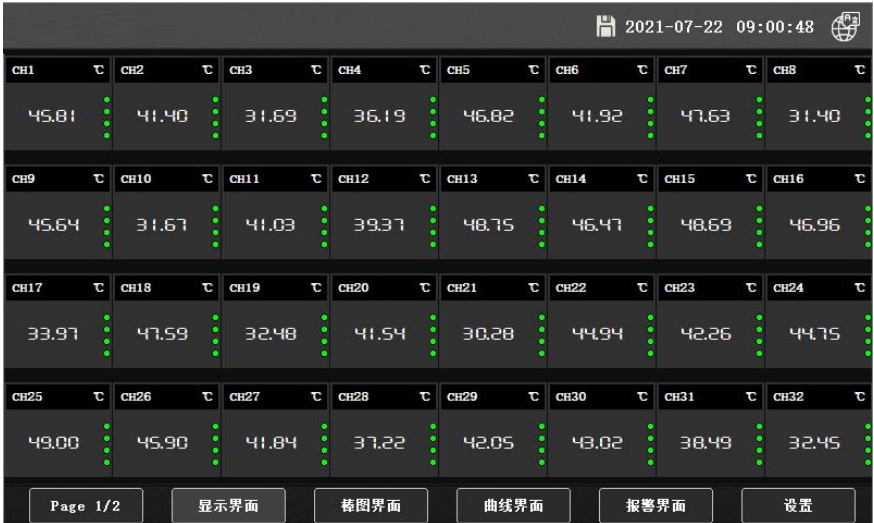 2021-07-22 09:00:48
CH1 ℃ CH2 ℃ CH3 ℃ CH4 ℃ CH5 ℃ CH6 ℃ CH7 ℃ CH8 ℃
45.81 41.40 31.69 36.19 46.82 41.92 47.63 31.40
CH9 ℃ CH10 ℃ CH11 ℃ CH12 ℃ CH13 ℃ CH14 ℃ CH15 ℃ CH16 ℃
45.64 31.67 41.03 39.37 48.75 46.47 48.69 46.96
CH17 ℃ CH18 ℃ CH19 ℃ CH20 ℃ CH21 ℃ CH22 ℃ CH23 ℃ CH24 ℃
33.97 47.59 32.48 41.54 30.28 44.94 42.26 44.75
CH25 ℃ CH26 ℃ CH27 ℃ CH28 ℃ CH29 ℃ CH30 ℃ CH31 ℃ CH32 ℃
49.00 45.90 41.84 37.22 42.05 43.02 38.49 32.45
Page 1/2 显示界面 棒图界面 曲线界面 报警界面 设置